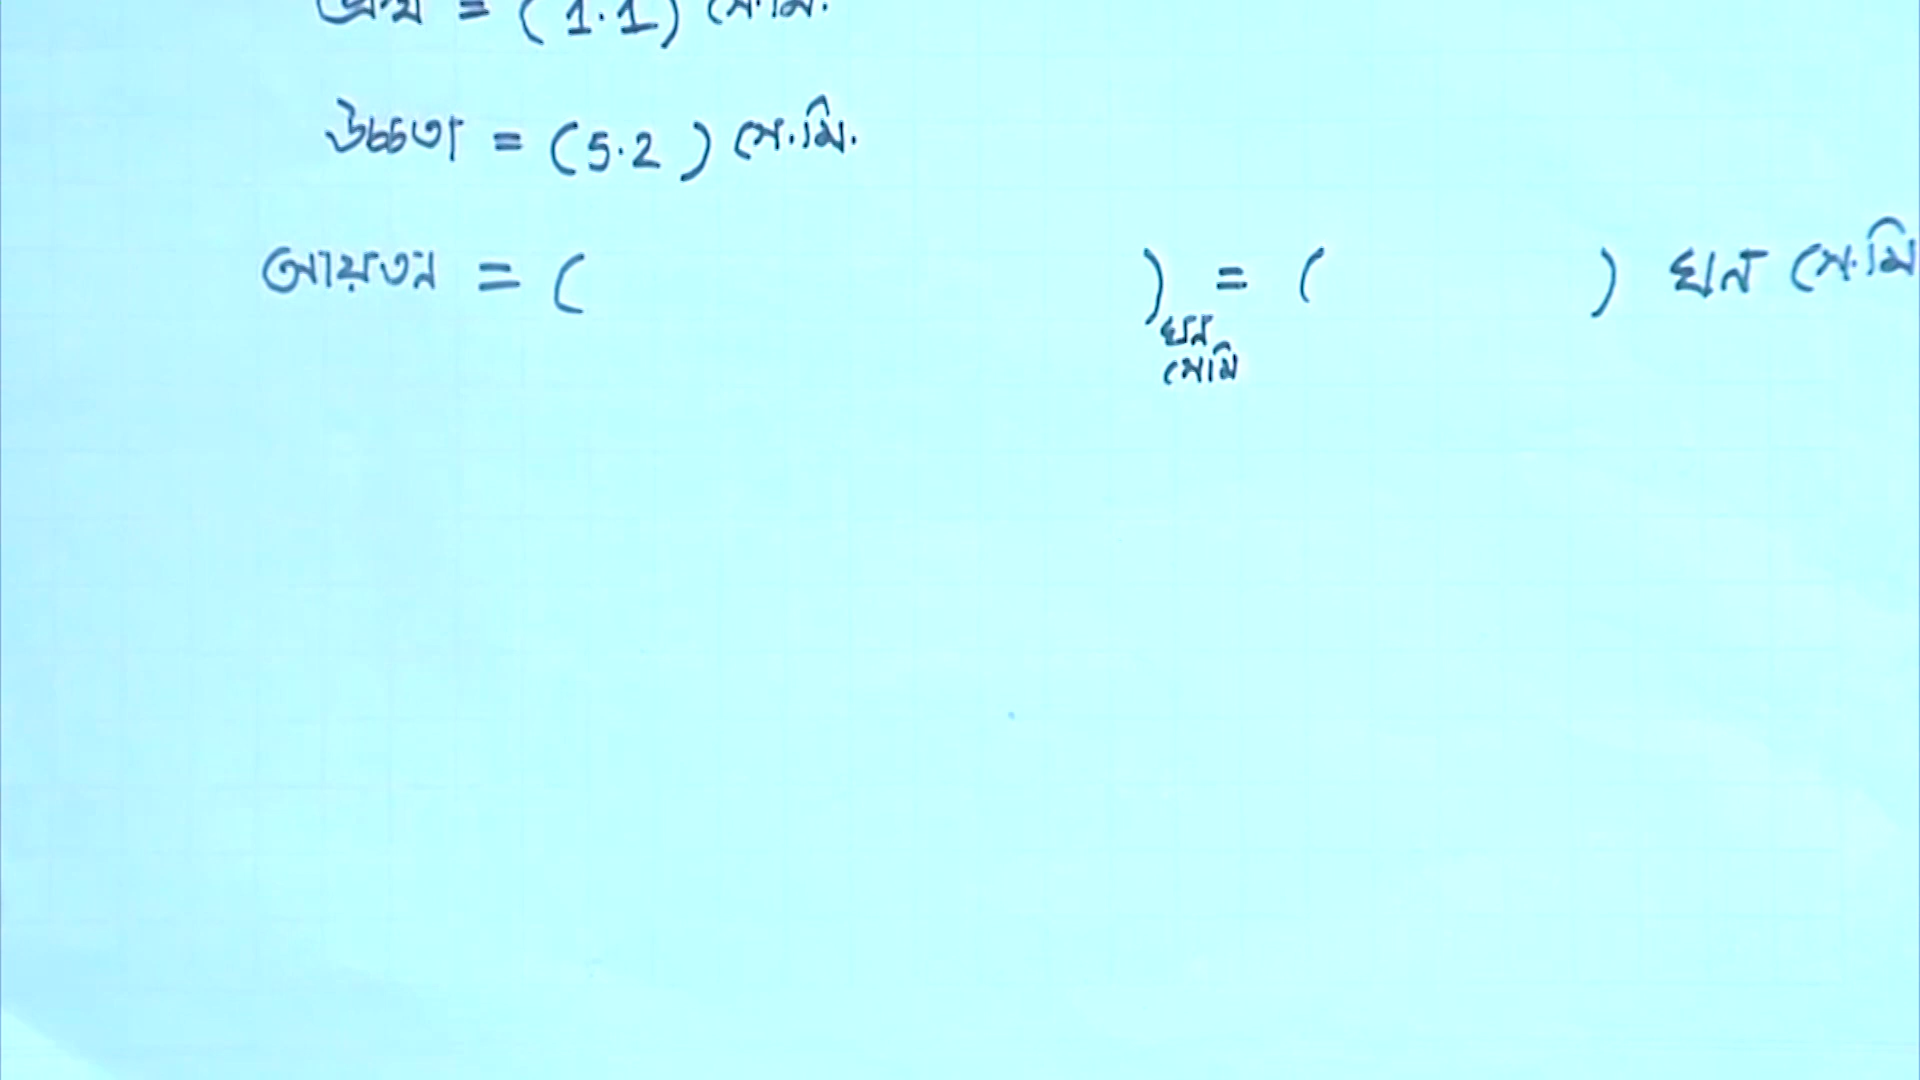 প্রস্থ = (1.1) সে.মি.
উচ্চতা = (5.2) সে.মি.
আয়তন = ( ) ঘন সেমি = ( ) ঘন সে.মি